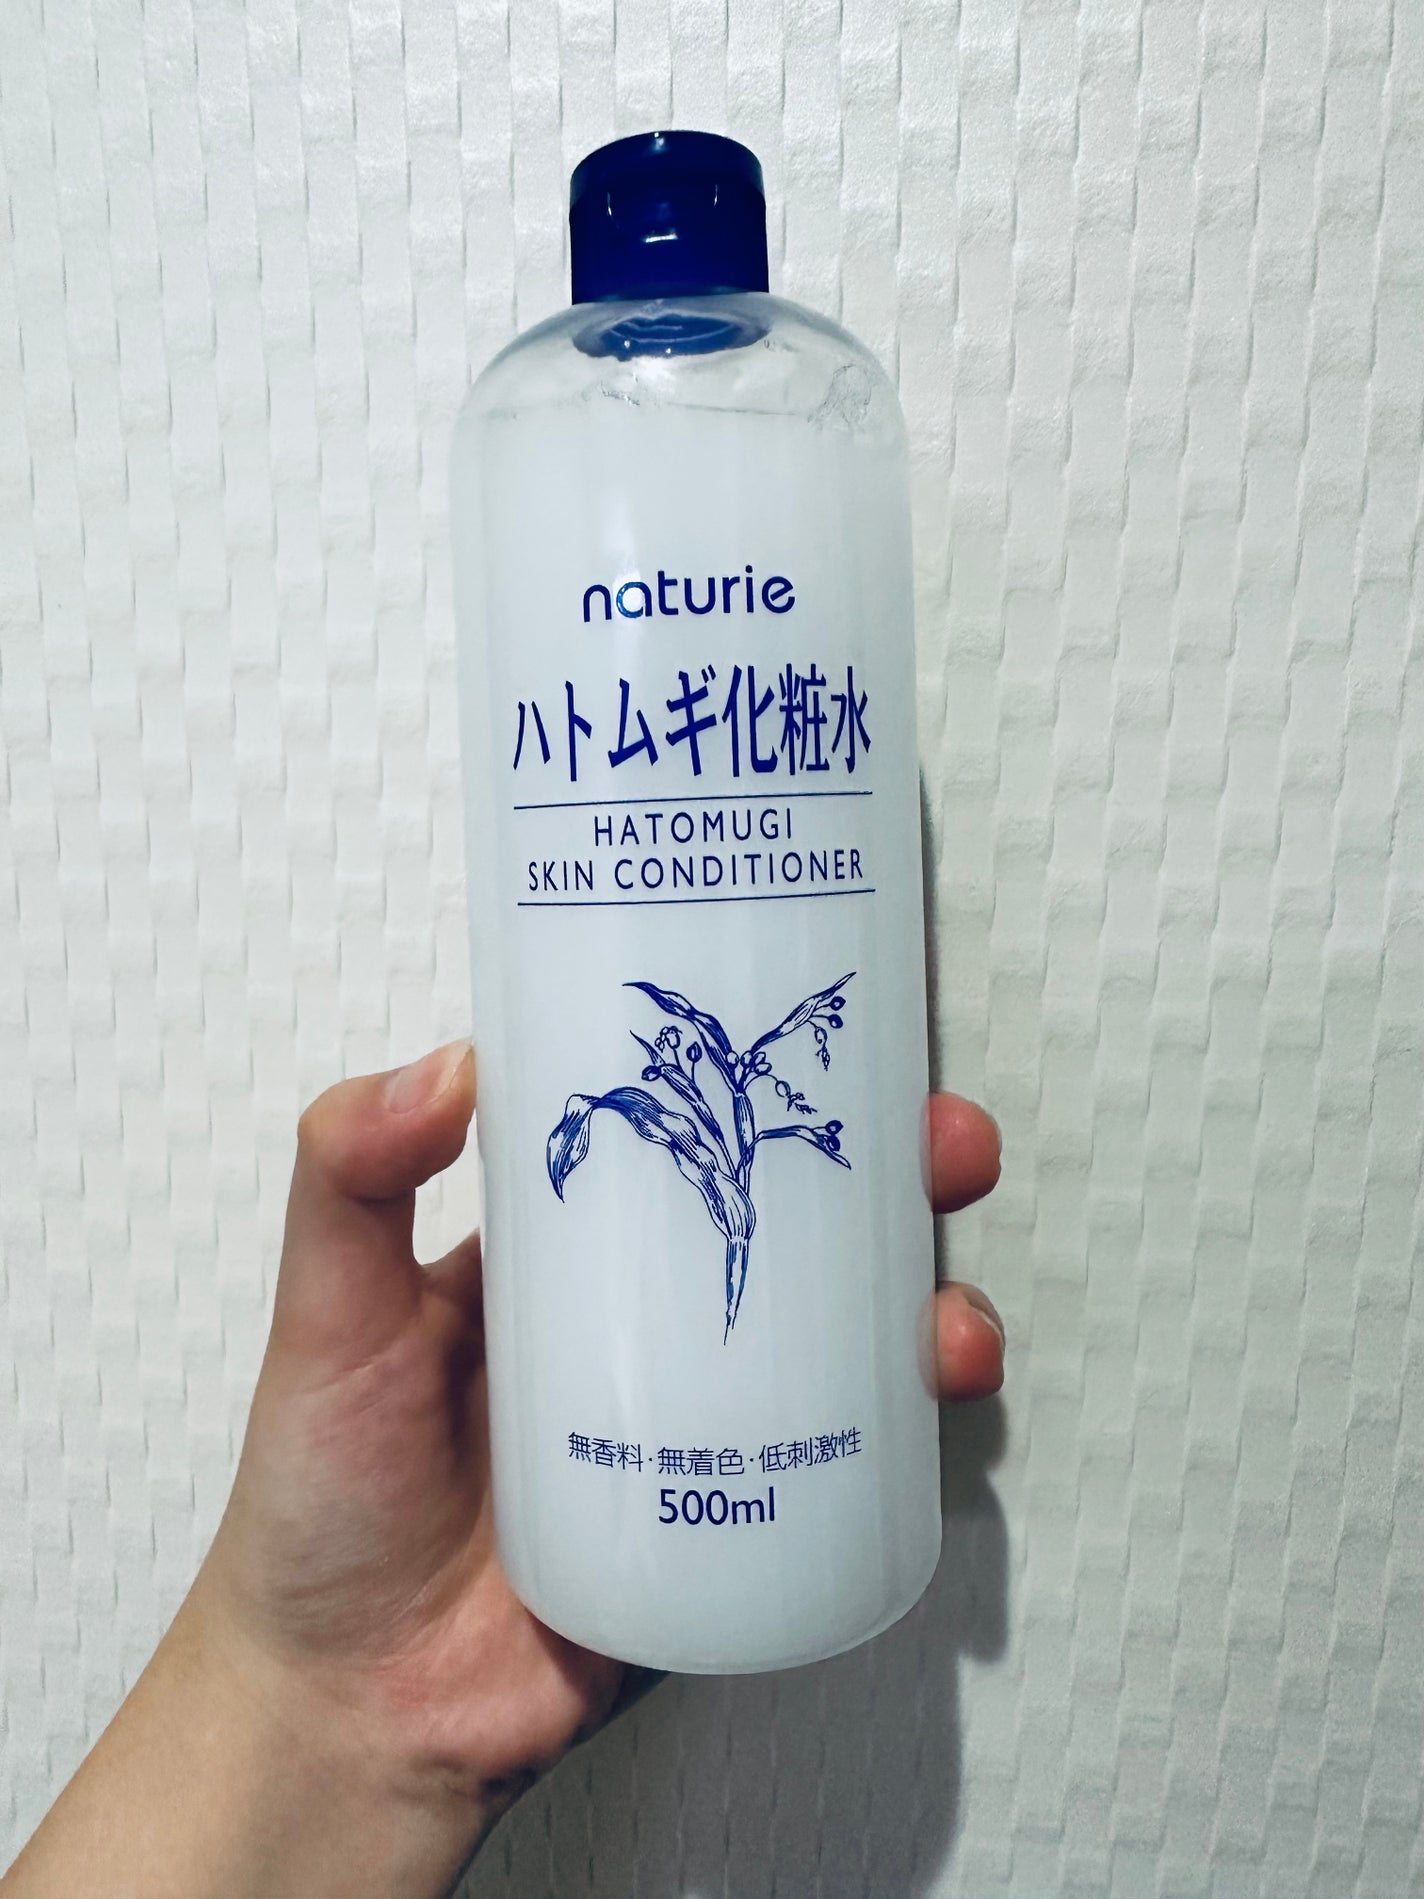 naturie
ハトムギ化粧水
HATOMUGI
SKIN CONDITIONER
無香料・無着色・低刺激性
500ml